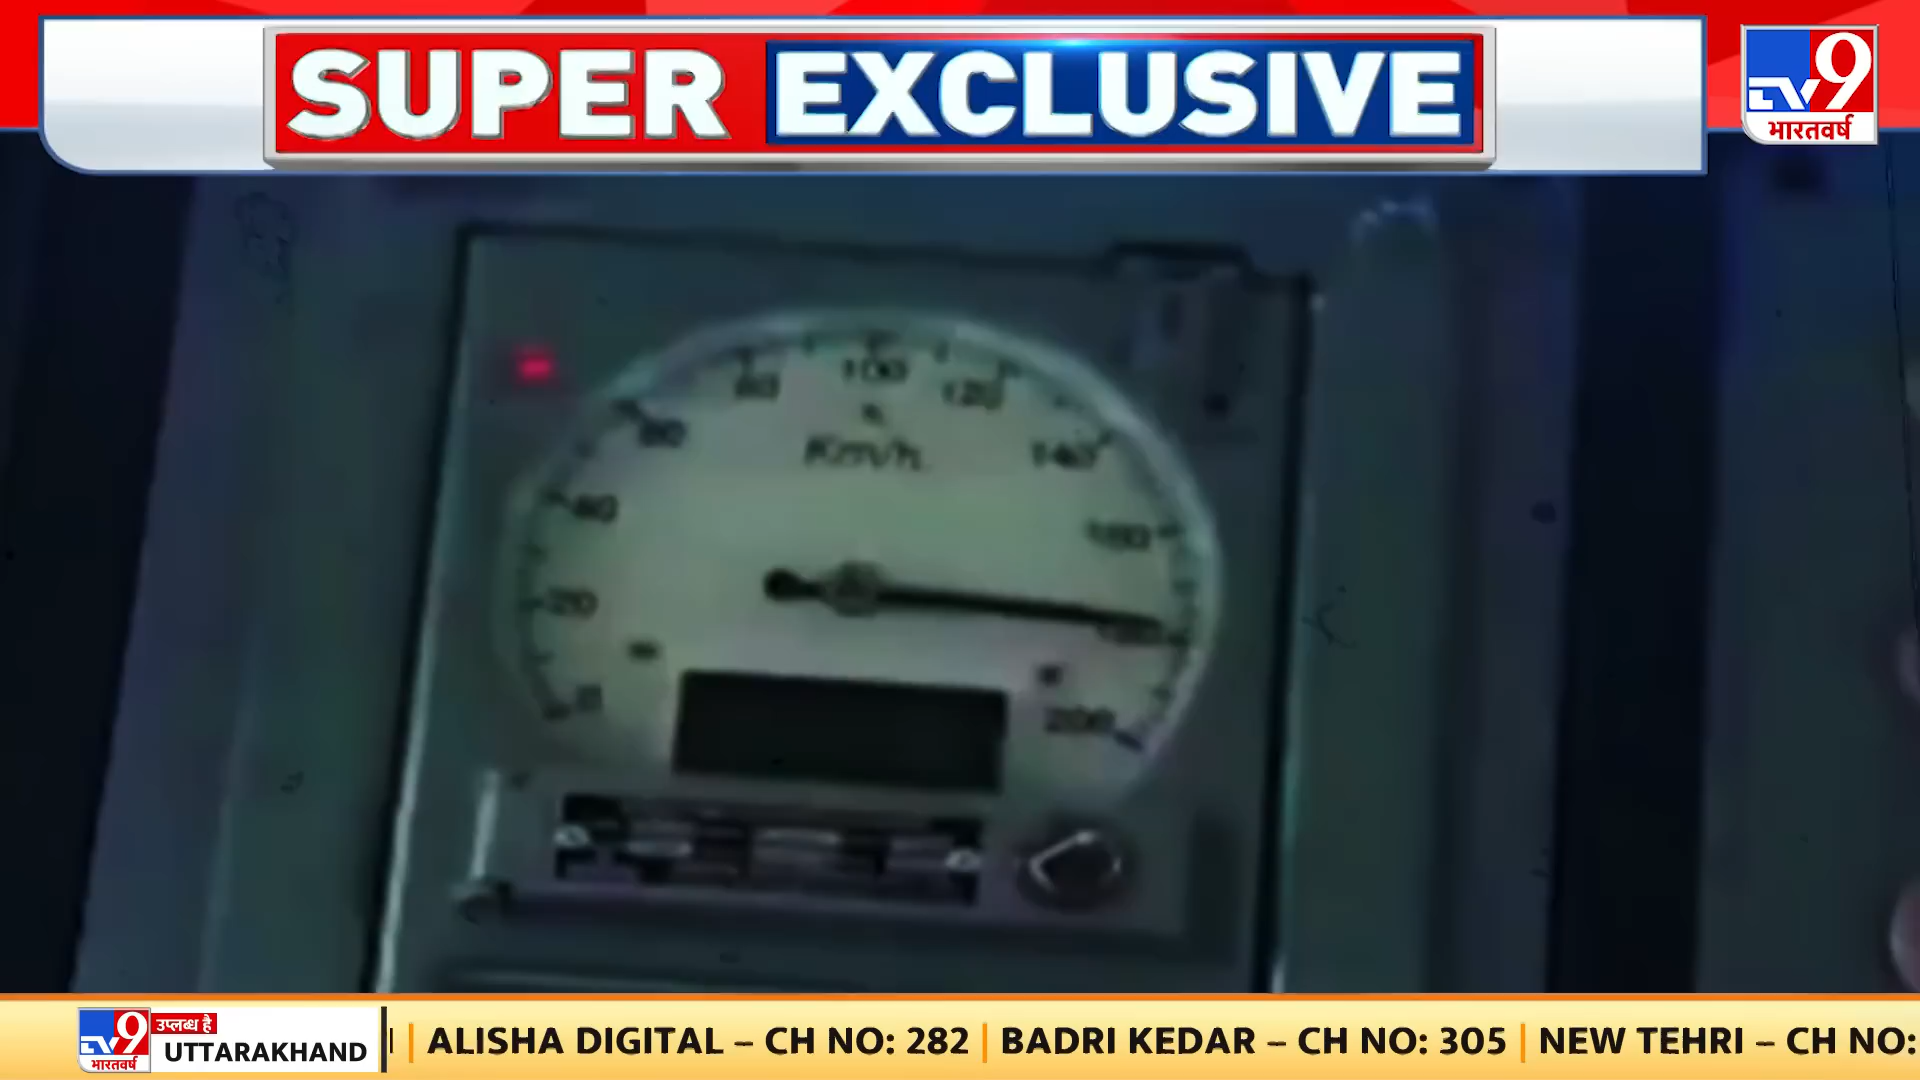 SUPER EXCLUSIVE
TV9
भारतवर्ष
100
80
120
60
Km/h
140
40
160
20
180
0
200
TV9
भारतवर्ष
उपलब्ध है
UTTARAKHAND
ALISHA DIGITAL – CH NO: 282 | BADRI KEDAR – CH NO: 305 | NEW TEHRI – CH NO: